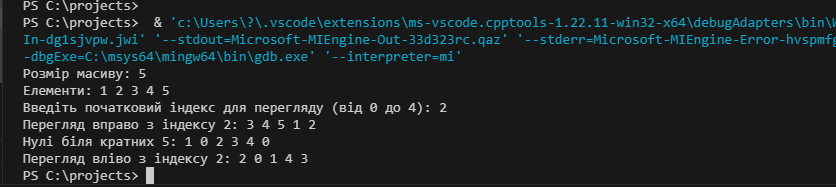 PS C:\projects>
PS C:\projects>  & 'c:\Users\?\.vscode\extensions\ms-vscode.cpptools-1.22.11-win32-x64\debugAdapters\bin\
In-dg1sjvpw.jwi' '--stdout=Microsoft-MIEngine-Out-33d323rc.qaz' '--stderr=Microsoft-MIEngine-Error-hvspmfg
-dbgExe=C:\msys64\mingw64\bin\gdb.exe' '--interpreter=mi'
Розмір масиву: 5
Елементи: 1 2 3 4 5
Введіть початковий індекс для перегляду (від 0 до 4): 2
Перегляд вправо з індексу 2: 3 4 5 1 2
Нулі біля кратних 5: 1 0 2 3 4 0
Перегляд вліво з індексу 2: 2 0 1 4 3
PS C:\projects>